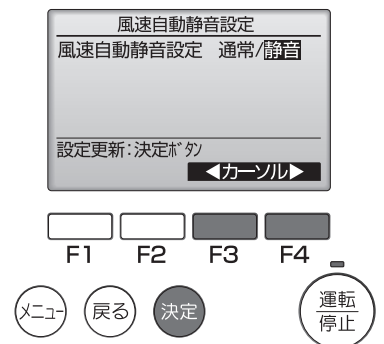 風速自動静音設定
風速自動静音設定　通常/静音
設定更新:決定ﾎﾞﾀﾝ
◀カーソル▶
F1 F2 F3 F4
メニュー 戻る 決定 運転
停止